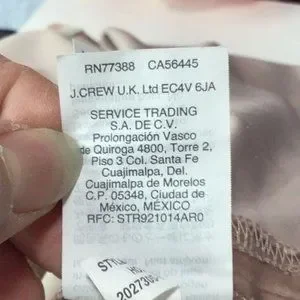 RN77388 CA56445
J.CREW U.K. Ltd EC4V 6JA
SERVICE TRADING
S.A. DE C.V.
Prolongación Vasco
de Quiroga 4800, Torre 2,
Piso 3 Col. Santa Fe
Cuajimalpa, Del.
Cuajimalpa de Morelos
C.P. 05348, Ciudad de
México, MÉXICO
RFC: STR921014AR0